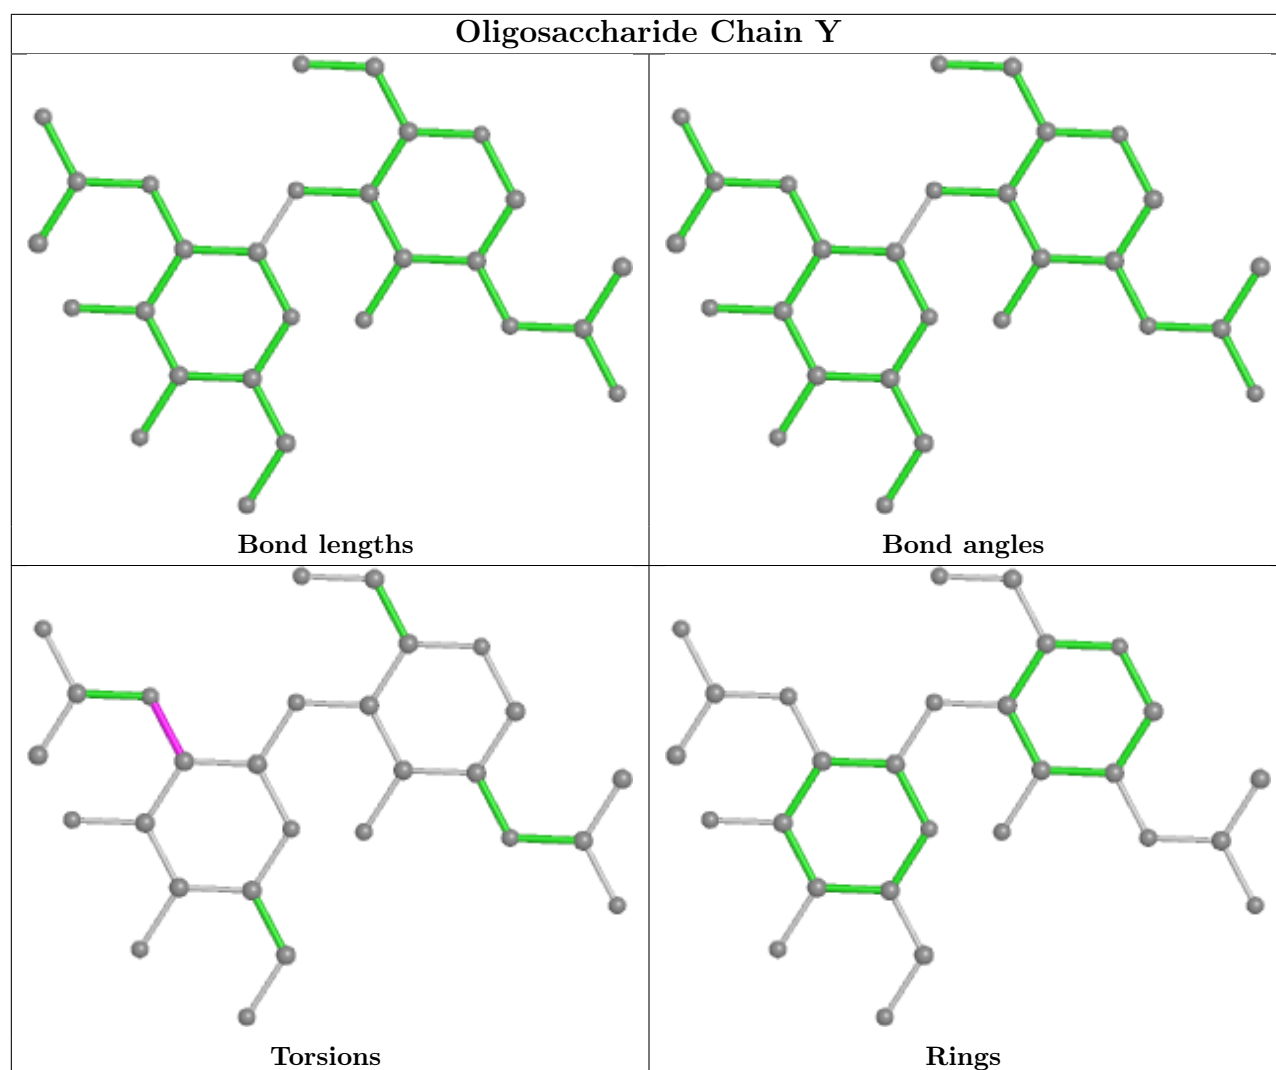 Oligosaccharide Chain Y
Bond lengths
Bond angles
Torsions
Rings